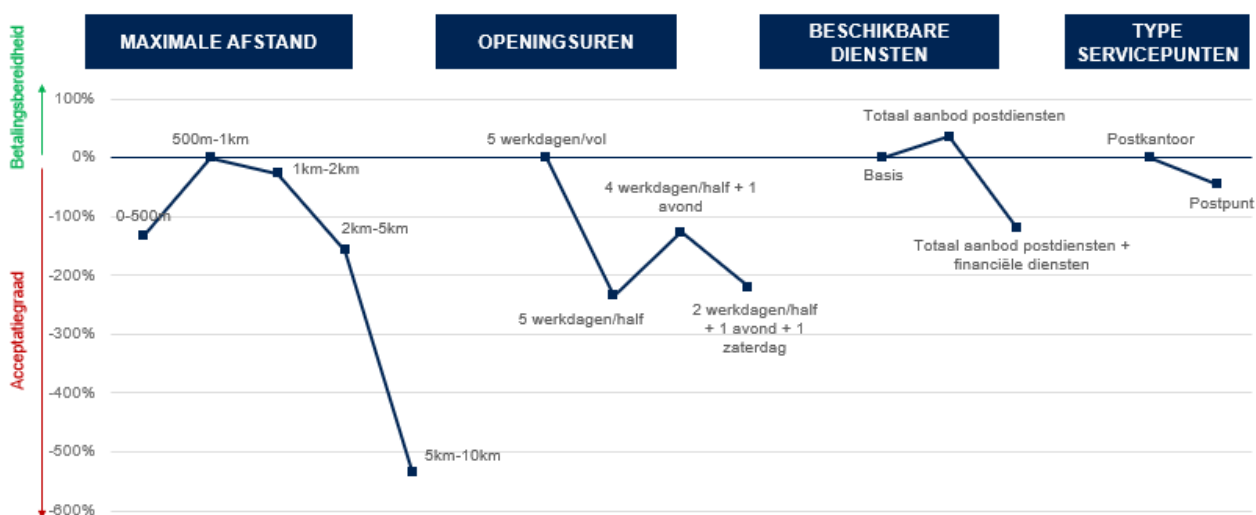 MAXIMALE AFSTAND
OPENINGSUREN
BESCHIKBARE
DIENSTEN
TYPE
SERVICEPUNTEN
Betalingsbereidheid
Acceptatiegraad
100%
0%
-100%
-200%
-300%
-400%
-500%
-600%
0-500m
500m-1km
1km-2km
2km-5km
5km-10km
5 werkdagen/vol
5 werkdagen/half
4 werkdagen/half + 1
avond
2 werkdagen/half
+ 1 avond + 1
zaterdag
Basis
Totaal aanbod postdiensten
Totaal aanbod postdiensten +
financiële diensten
Postkantoor
Postpunt